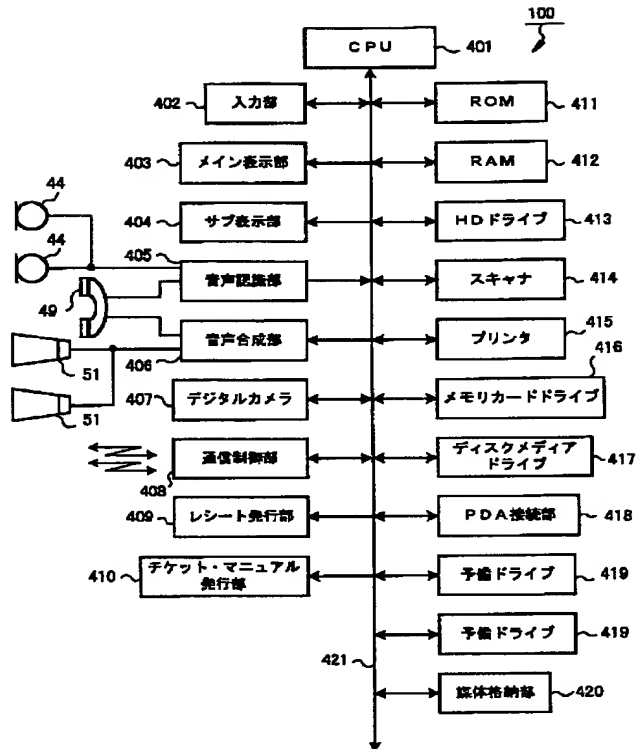 100
CPU
401
402
入力部
ROM
411
403
メイン表示部
RAM
412
44
404
サブ表示部
HDドライブ
413
44
405
音声認識部
スキャナ
414
49
音声合成部
406
プリンタ
415
416
51
407
デジタルカメラ
メモリカードドライブ
51
通信制御部
408
ディスクメディア
ドライブ
417
409
レシート発行部
PDA接続部
418
410
チケット・マニュアル
発行部
予備ドライブ
419
予備ドライブ
419
421
媒体格納部
420